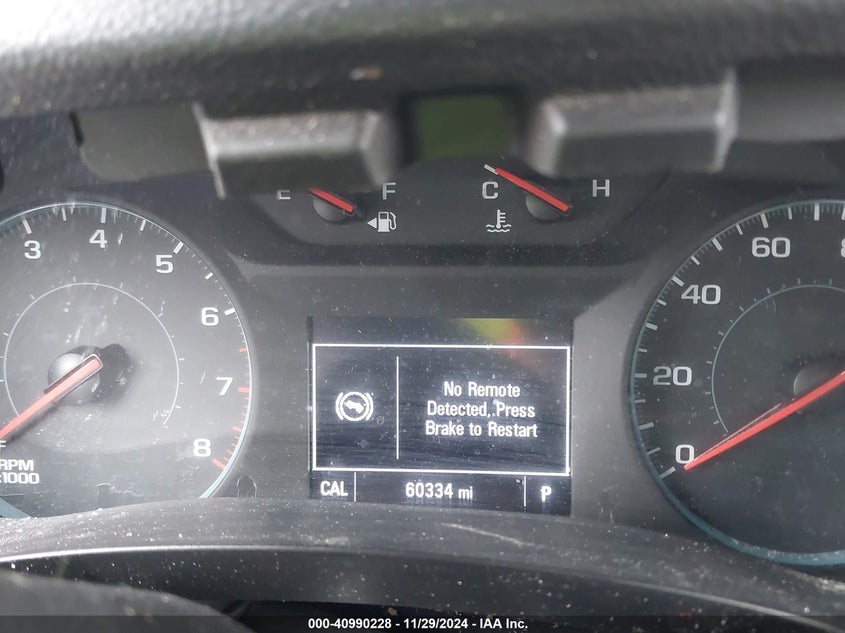 E F
C H
3 4 5 6 7 8
RPM
x1000
0 20 40 60
No Remote
Detected, Press
Brake to Restart
CAL 60334 mi P
000-40990228 - 11/29/2024 - IAA Inc.